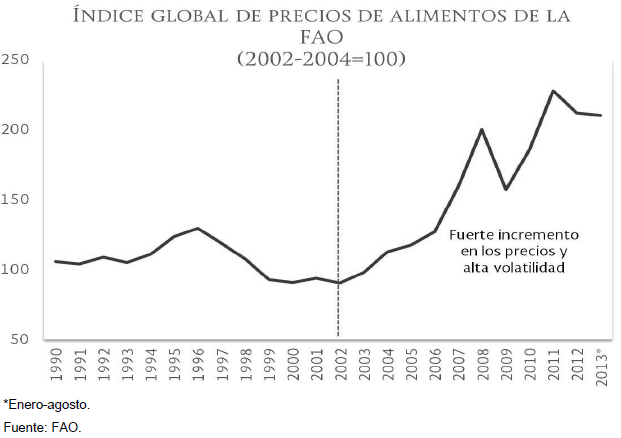 ÍNDICE GLOBAL DE PRECIOS DE ALIMENTOS DE LA
FAO
(2002-2004=100)
250
200
150
100
50
Fuerte incremento
en los precios y
alta volatilidad
1990 1991 1992 1993 1994 1995 1996 1997 1998 1999 2000 2001 2002 2003 2004 2005 2006 2007 2008 2009 2010 2011 2012 2013*
*Enero-agosto.
Fuente: FAO.